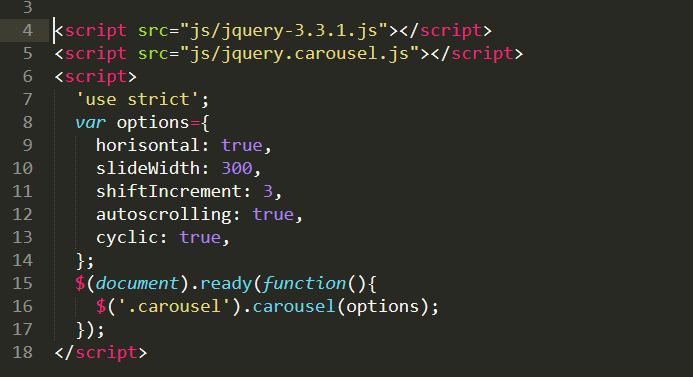 3
4 <script src="js/jquery-3.3.1.js"></script>
5 <script src="js/jquery.carousel.js"></script>
6 <script>
7 'use strict';
8 var options={
9 horisontal: true,
10 slideWidth: 300,
11 shiftIncrement: 3,
12 autoscrolling: true,
13 cyclic: true,
14 };
15 $(document).ready(function(){
16 $('.carousel').carousel(options);
17 });
18 </script>